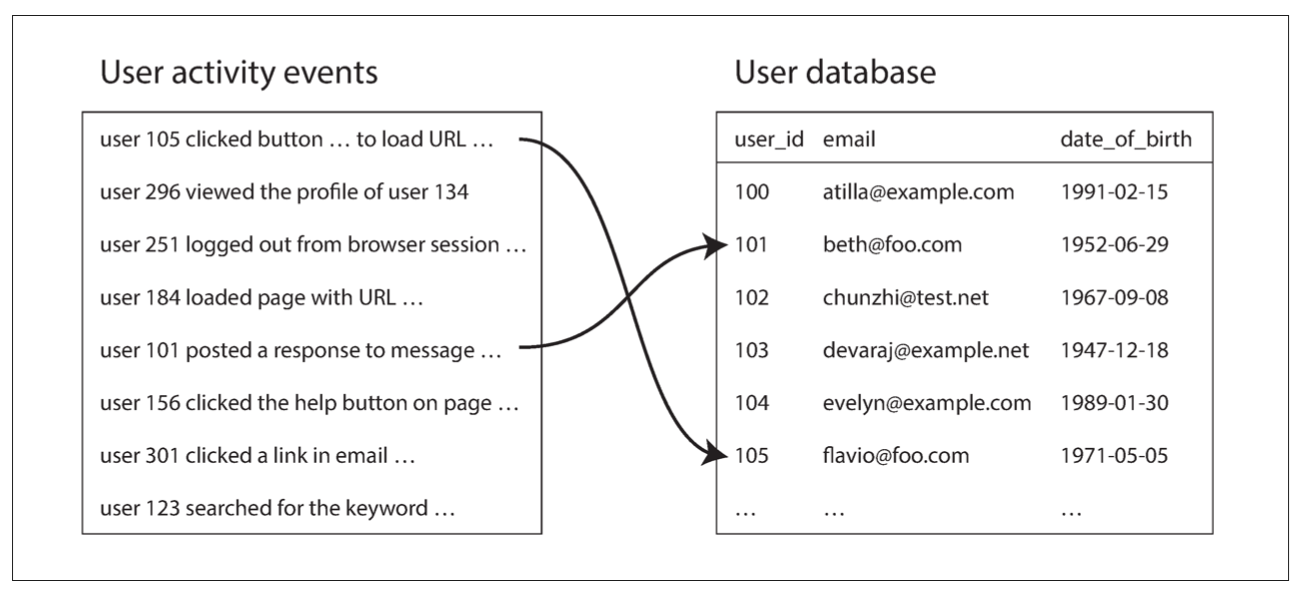 User activity events
user 105 clicked button … to load URL …
user 296 viewed the profile of user 134
user 251 logged out from browser session …
user 184 loaded page with URL …
user 101 posted a response to message …
user 156 clicked the help button on page …
user 301 clicked a link in email …
user 123 searched for the keyword …
User database
user_id email date_of_birth
100 atilla@example.com 1991-02-15
101 beth@foo.com 1952-06-29
102 chunzhi@test.net 1967-09-08
103 devaraj@example.net 1947-12-18
104 evelyn@example.com 1989-01-30
105 flavio@foo.com 1971-05-05
… … …